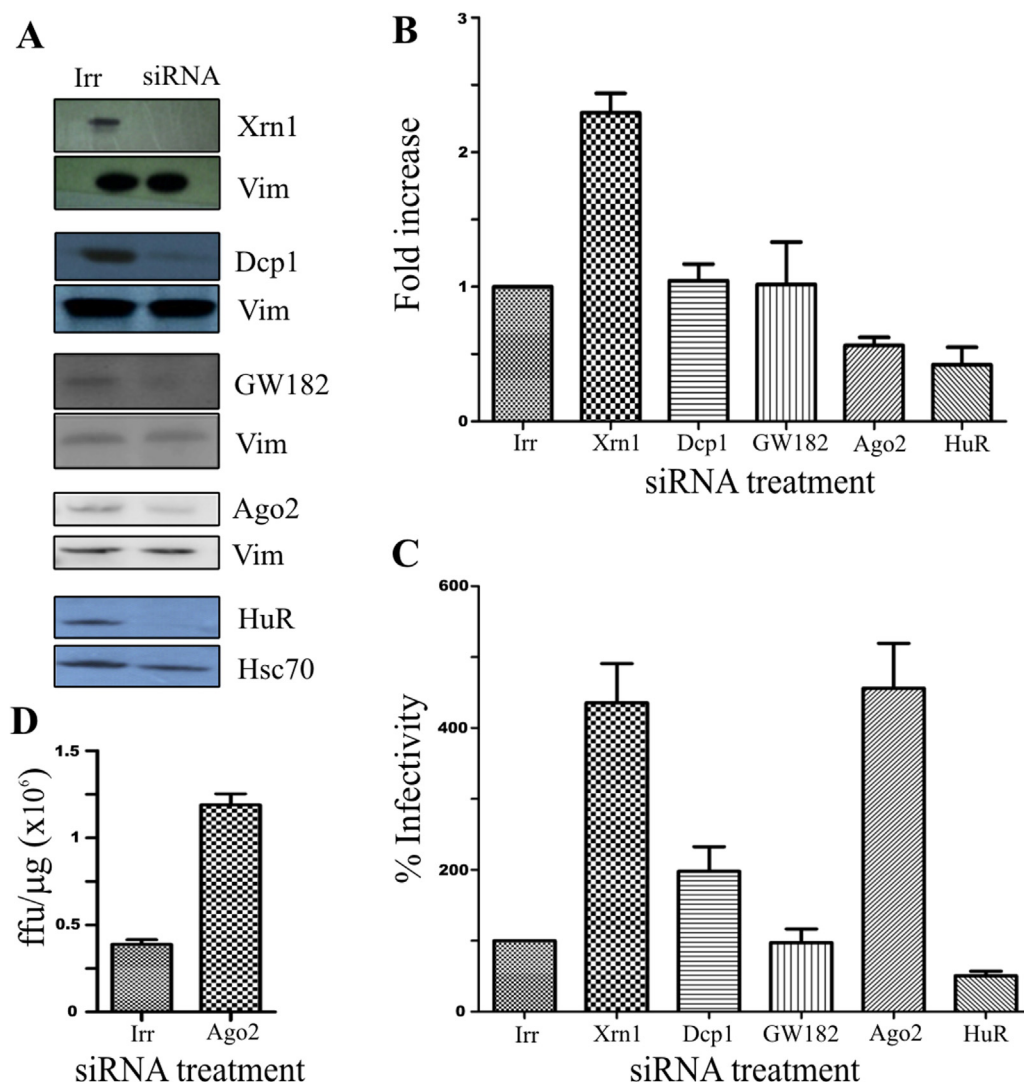 A
Irr siRNA
Xrn1
Vim
Dcp1
Vim
GW182
Vim
Ago2
Vim
HuR
Hsc70
B
Fold increase
3
2
1
0
Irr Xrn1 Dcp1 GW182 Ago2 HuR
siRNA treatment
C
% Infectivity
600
400
200
0
Irr Xrn1 Dcp1 GW182 Ago2 HuR
siRNA treatment
D
ffu/µg (x10⁶)
1.5
1
0.5
0
Irr Ago2
siRNA treatment